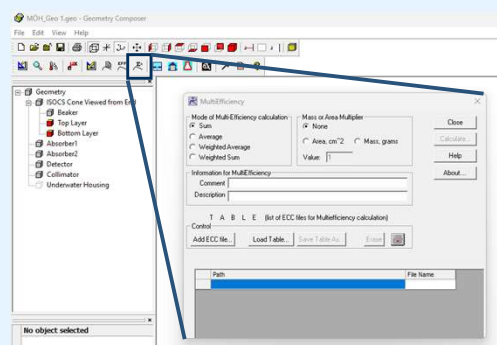 MOH_Geo 1.geo - Geometry Composer
File Edit View Help
Geometry
ISOCS Cone Viewed from End
Beaker
Top Layer
Bottom Layer
Absorber1
Absorber2
Detector
Collimator
Underwater Housing
No object selected
MultiEfficiency
Mode of Multi-Efficiency calculation
Sum
Average
Weighted Average
Weighted Sum
Mass or Area Multiplier
None
Area, cm^2 Mass, grams
Value: 1
Close
Calculate...
Help
About...
Information for MultiEfficiency
Comment
Description
T A B L E (list of ECC files for Multiefficiency calculation)
Control
Add ECC file... Load Table... Save Table As... Erase
Path File Name